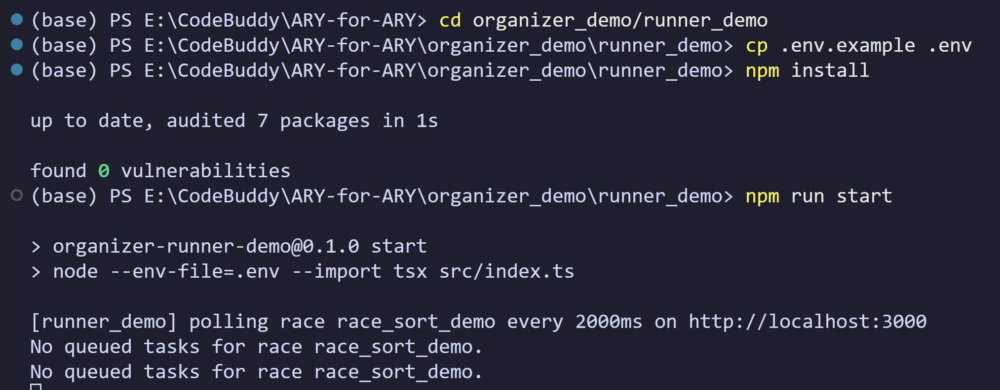 (base) PS E:\CodeBuddy\ARY-for-ARY> cd organizer_demo/runner_demo
(base) PS E:\CodeBuddy\ARY-for-ARY\organizer_demo\runner_demo> cp .env.example .env
(base) PS E:\CodeBuddy\ARY-for-ARY\organizer_demo\runner_demo> npm install
up to date, audited 7 packages in 1s
found 0 vulnerabilities
(base) PS E:\CodeBuddy\ARY-for-ARY\organizer_demo\runner_demo> npm run start
> organizer-runner-demo@0.1.0 start
> node --env-file=.env --import tsx src/index.ts
[runner_demo] polling race race_sort_demo every 2000ms on http://localhost:3000
No queued tasks for race race_sort_demo.
No queued tasks for race race_sort_demo.